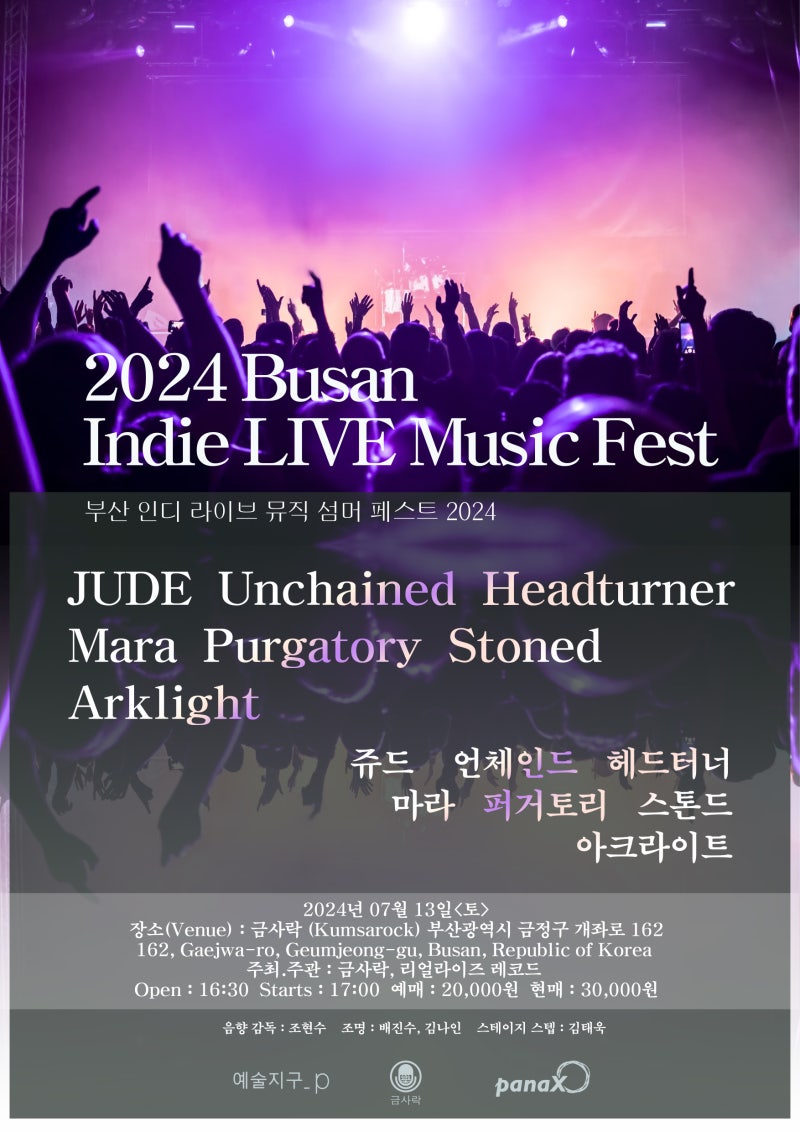 2024 Busan
Indie LIVE Music Fest
부산 인디 라이브 뮤직 섬머 페스트 2024
JUDE Unchained Headturner
Mara Purgatory Stoned
Arklight
쥬드 언체인드 헤드터너
마라 퍼거토리 스톤드
아크라이트
2024년 07월 13일<토>
장소(Venue) : 금사락 (Kumsarock) 부산광역시 금정구 개좌로 162
162, Gaejwa-ro, Geumjeong-gu, Busan, Republic of Korea
주최.주관 : 금사락, 리얼라이즈 레코드
Open : 16:30 Starts : 17:00 예매 : 20,000원 현매 : 30,000원
음향 감독 : 조현수 조명 : 배진수, 김나인 스테이지 스텝 : 김태욱
예술지구_p
금사락
panaX